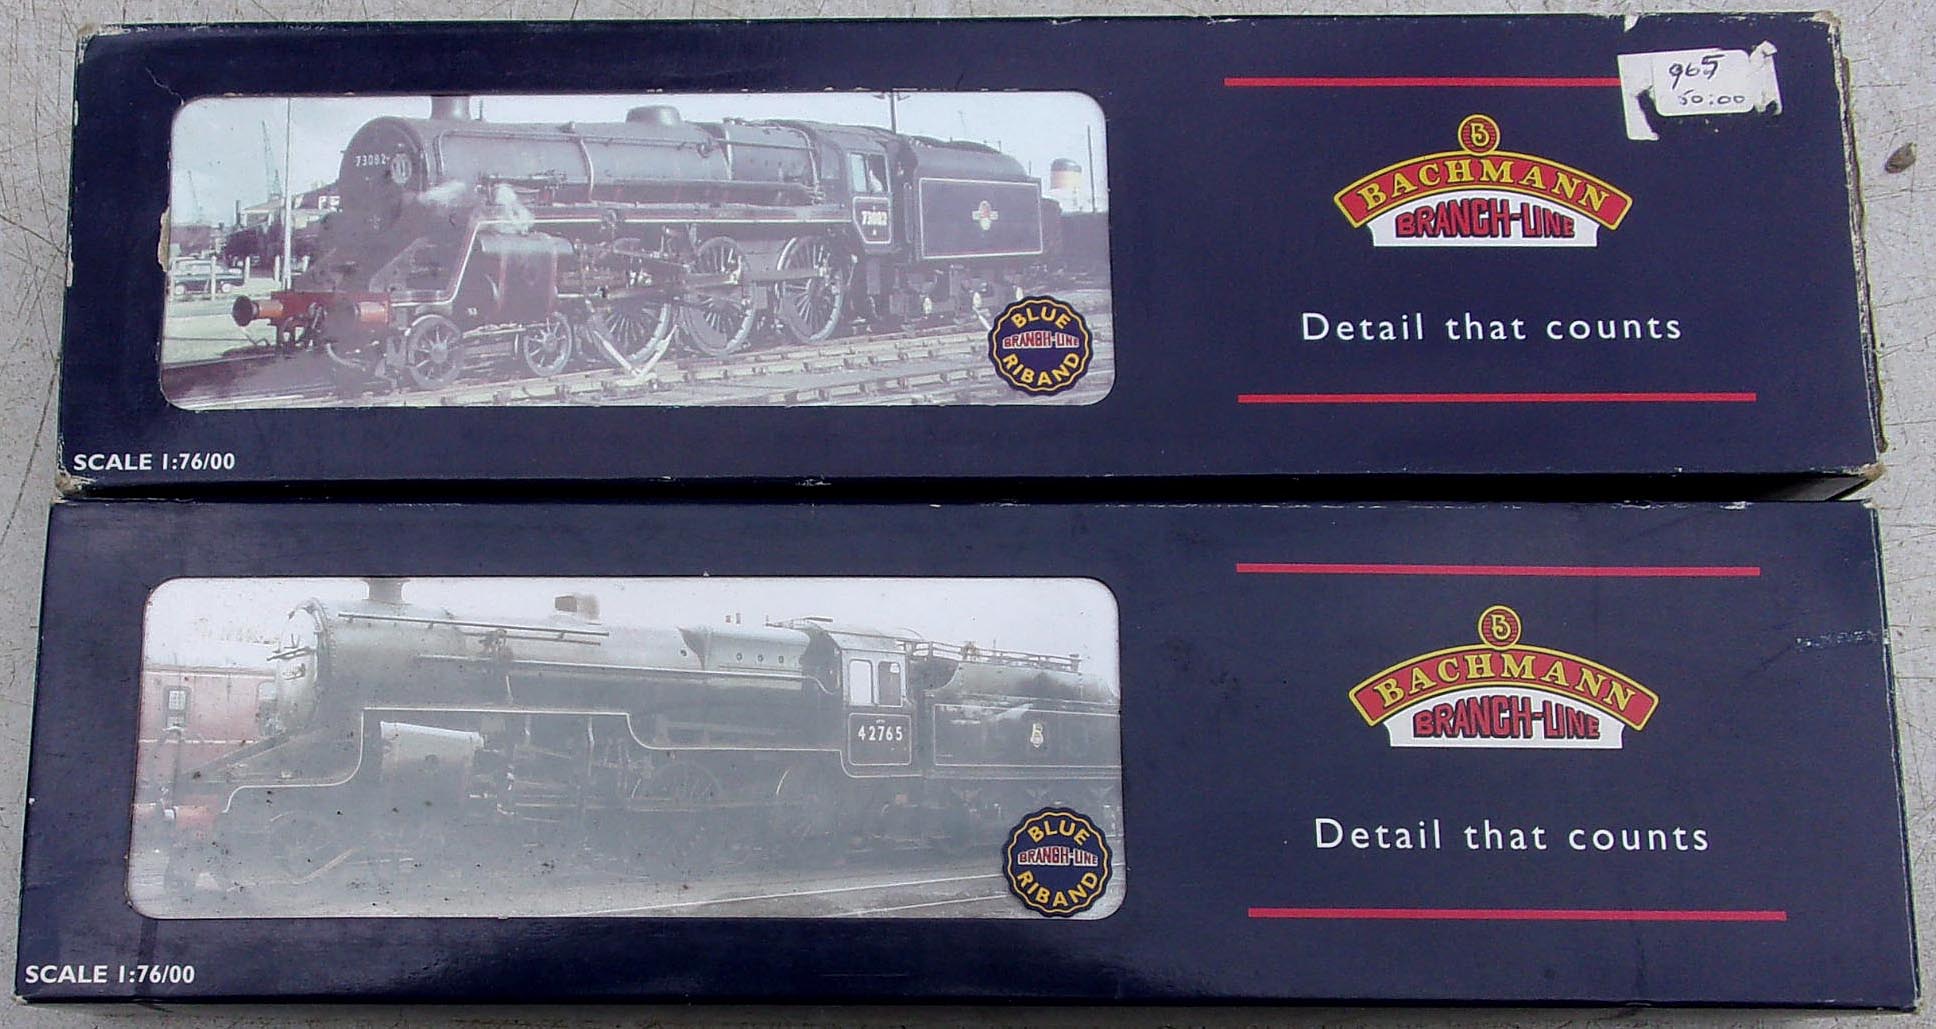 965
50:00
73082
73082
B
BACHMANN
BRANCH-LINE
Detail that counts
BLUE
BRANCH-LINE
RIBAND
SCALE 1:76/00
B
BACHMANN
BRANCH-LINE
42765
Detail that counts
BLUE
BRANCH-LINE
RIBAND
SCALE 1:76/00